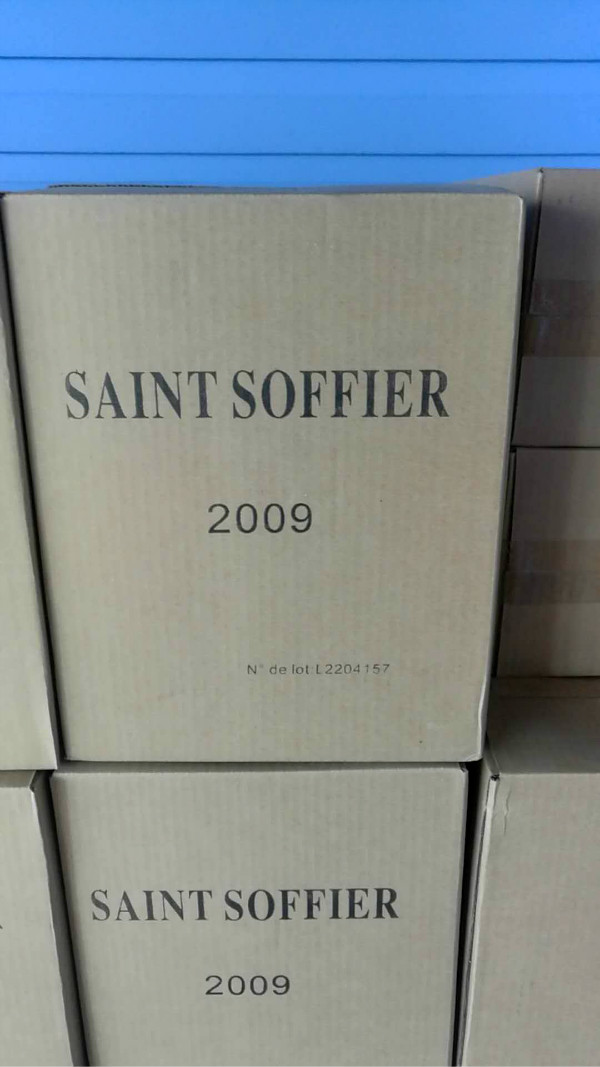 SAINT SOFFIER
2009
N° de lot:L2204157
SAINT SOFFIER
2009